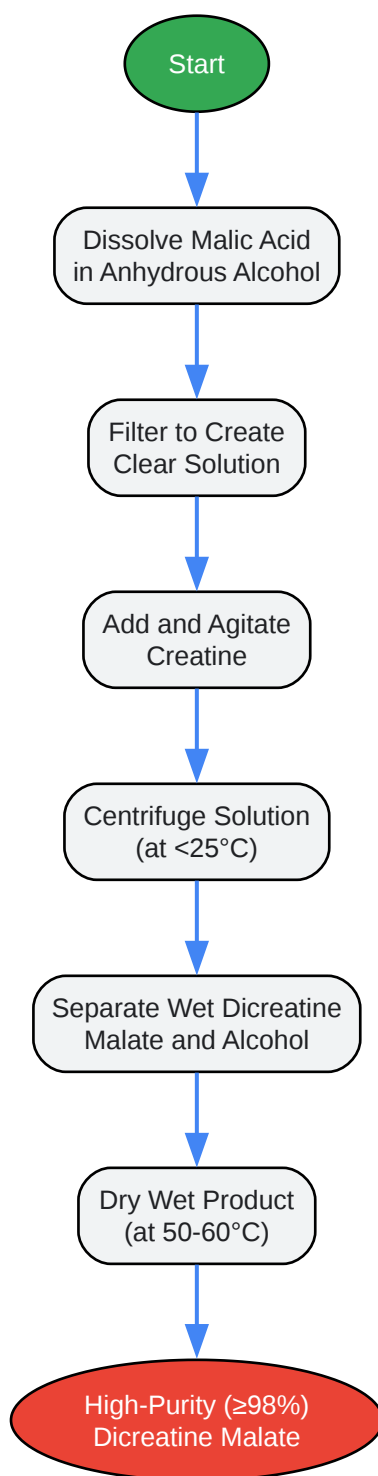 Start
Dissolve Malic Acid
in Anhydrous Alcohol
Filter to Create
Clear Solution
Add and Agitate
Creatine
Centrifuge Solution
(at <25°C)
Separate Wet Dicreatine
Malate and Alcohol
Dry Wet Product
(at 50-60°C)
High-Purity (≥98%)
Dicreatine Malate